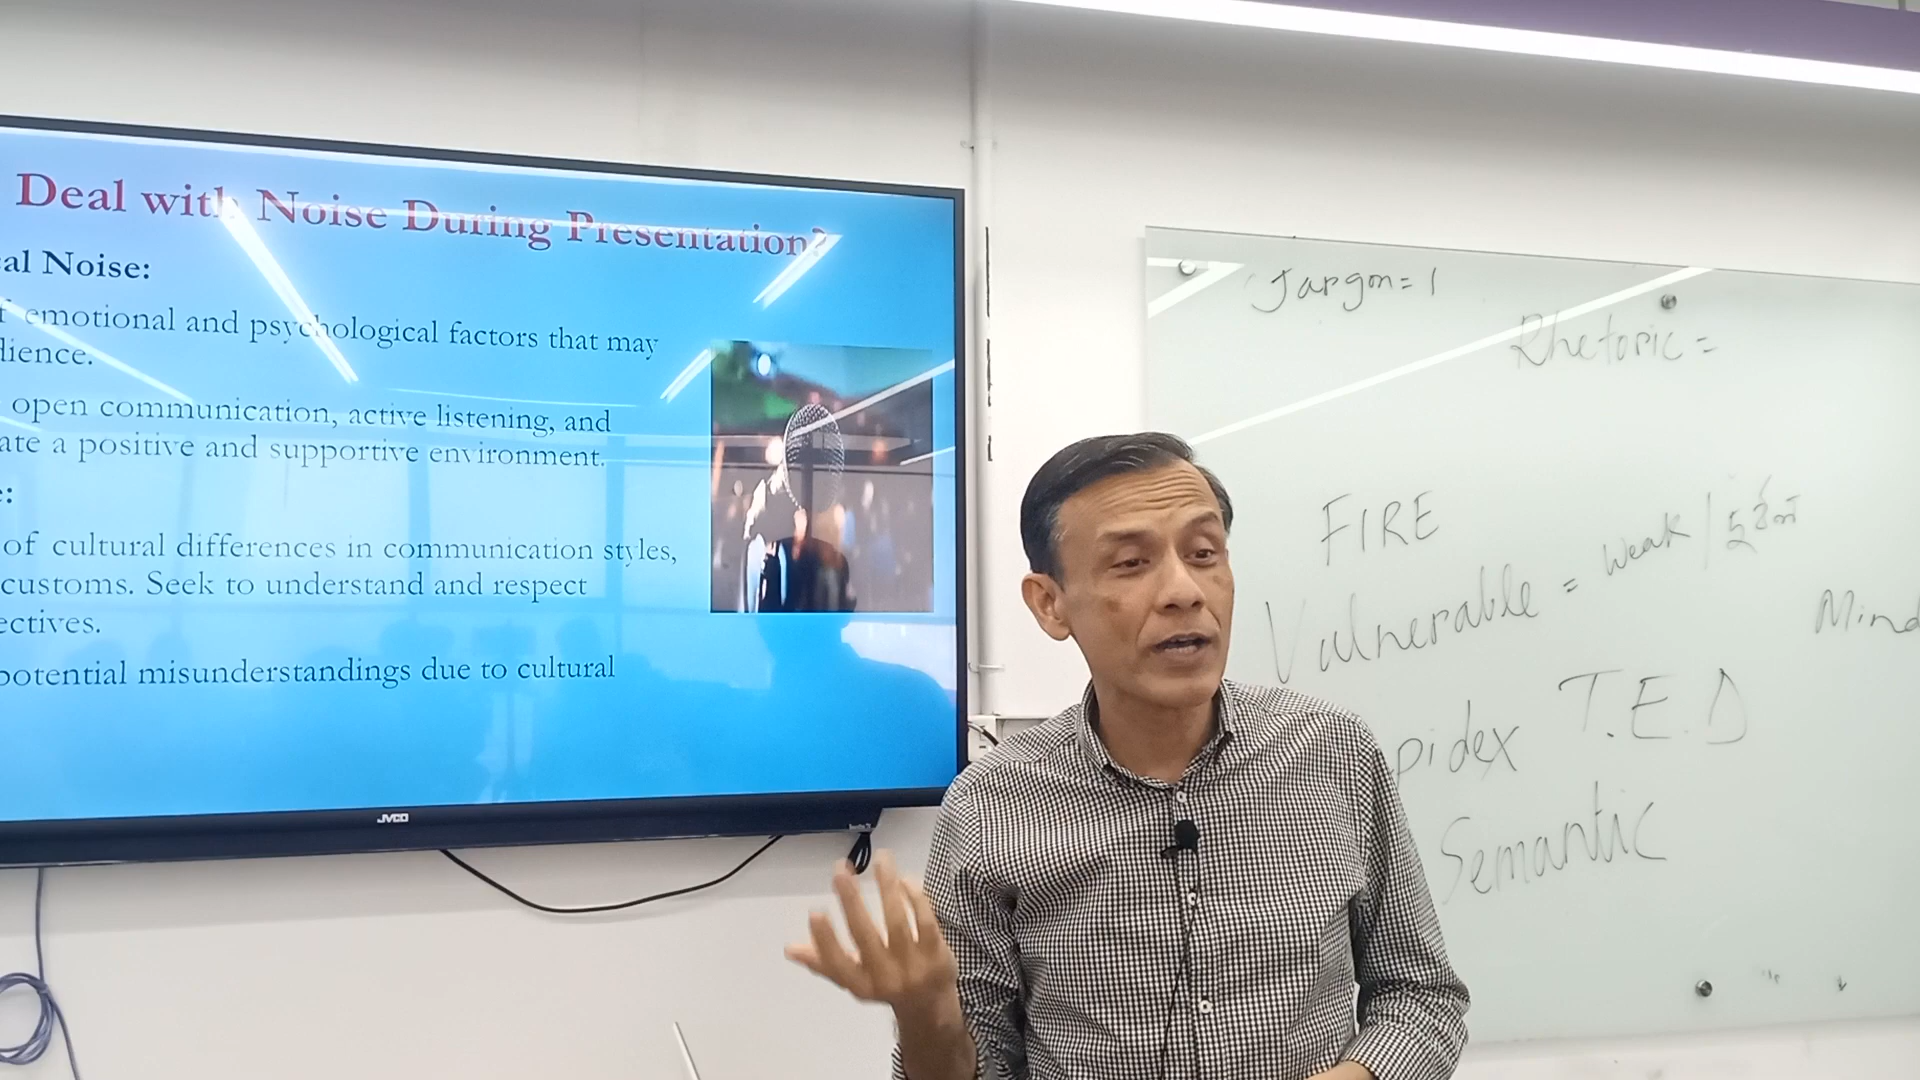 Deal with Noise During Presentation?
al Noise:
f emotional and psychological factors that may
dience.
open communication, active listening, and
ate a positive and supportive environment.
e:
of cultural differences in communication styles,
customs. Seek to understand and respect
ectives.
potential misunderstandings due to cultural
JVCO
Jargon = 1
Rhetoric =
FIRE
Vulnerable = weak /
Mind
pidex T.E.D
Semantic